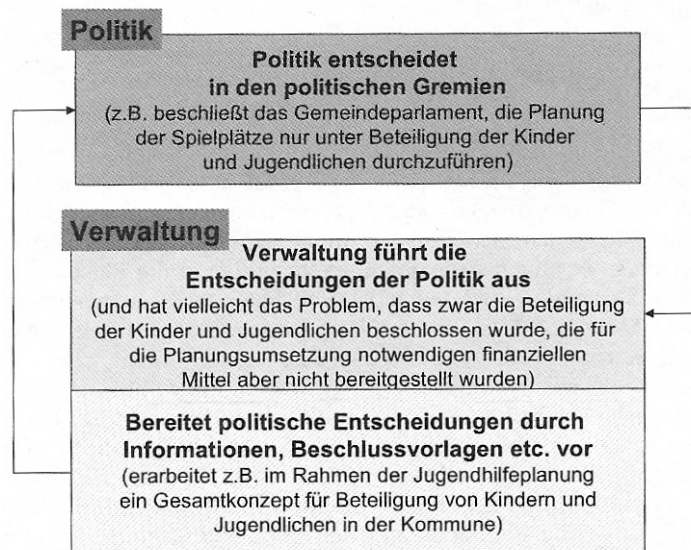 Politik
Politik entscheidet
in den politischen Gremien
(z.B. beschließt das Gemeindeparlament, die Planung
der Spielplätze nur unter Beteiligung der Kinder
und Jugendlichen durchzuführen)
Verwaltung
Verwaltung führt die
Entscheidungen der Politik aus
(und hat vielleicht das Problem, dass zwar die Beteiligung
der Kinder und Jugendlichen beschlossen wurde, die für
die Planungsumsetzung notwendigen finanziellen
Mittel aber nicht bereitgestellt wurden)
Bereitet politische Entscheidungen durch
Informationen, Beschlussvorlagen etc. vor
(erarbeitet z.B. im Rahmen der Jugendhilfeplanung
ein Gesamtkonzept für Beteiligung von Kindern und
Jugendlichen in der Kommune)